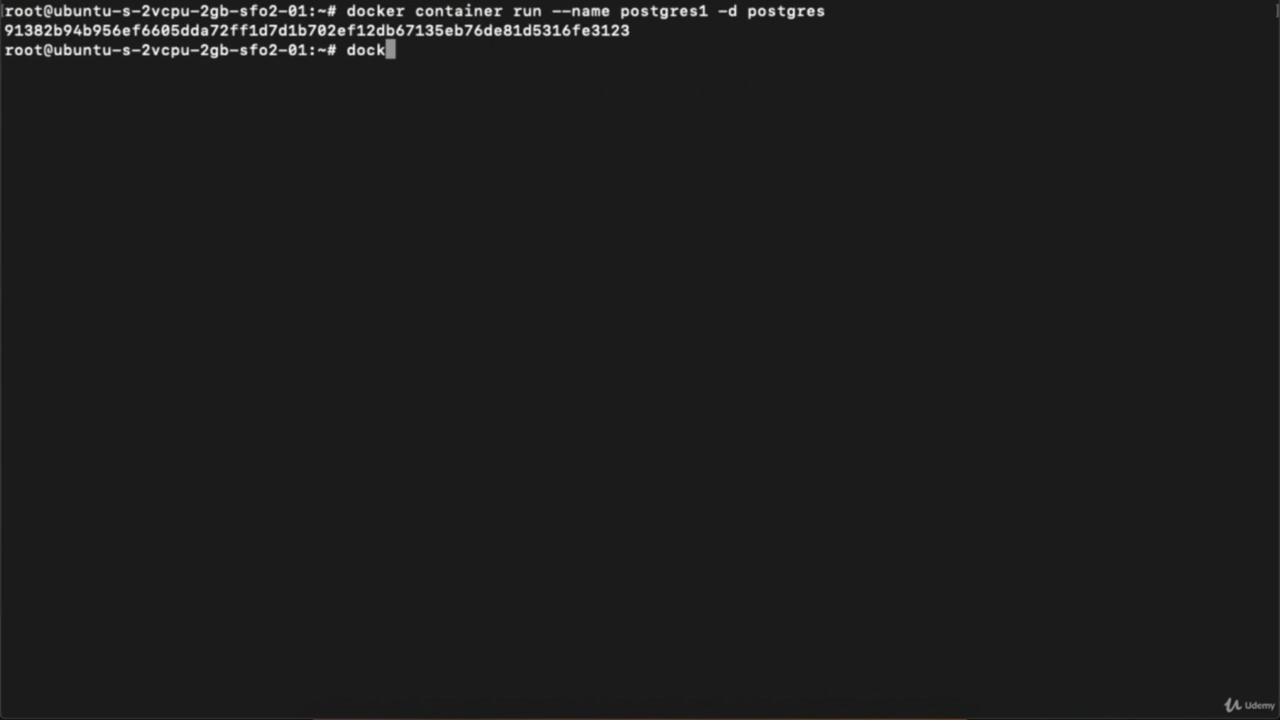 root@ubuntu-s-2vcpu-2gb-sfo2-01:~# docker container run --name postgres1 -d postgres
91382b94b956ef6605dda72ff1d7d1b702ef12db67135eb76de81d5316fe3123
root@ubuntu-s-2vcpu-2gb-sfo2-01:~# dock
Udemy